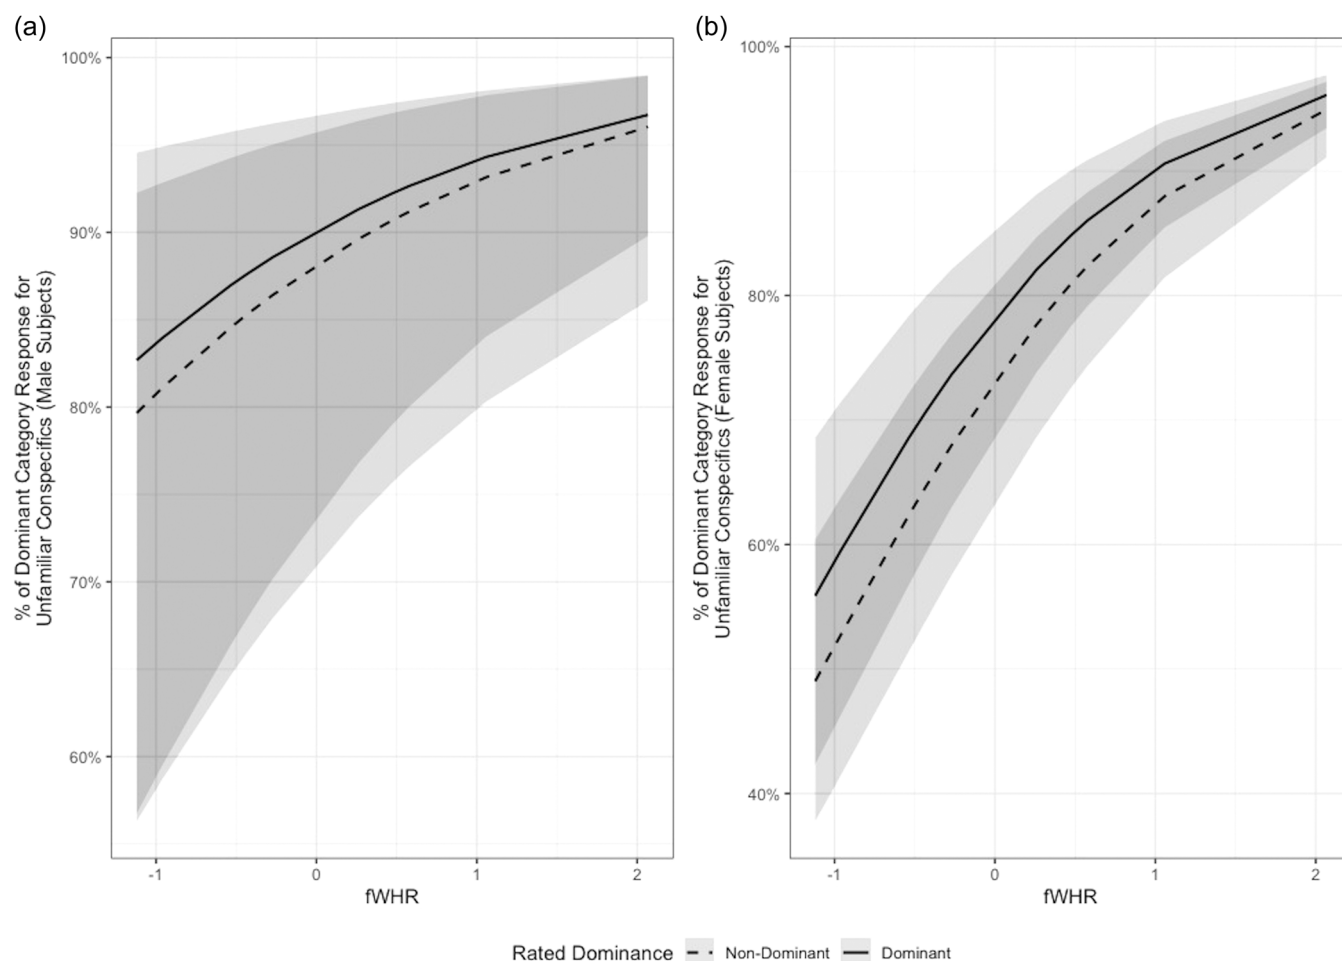 (a)
(b)
100%
90%
80%
70%
60%
% of Dominant Category Response for
Unfamiliar Conspecifics (Male Subjects)
-1
0
1
2
fWHR
100%
80%
60%
40%
% of Dominant Category Response for
Unfamiliar Conspecifics (Female Subjects)
-1
0
1
2
fWHR
Rated Dominance Non-Dominant Dominant